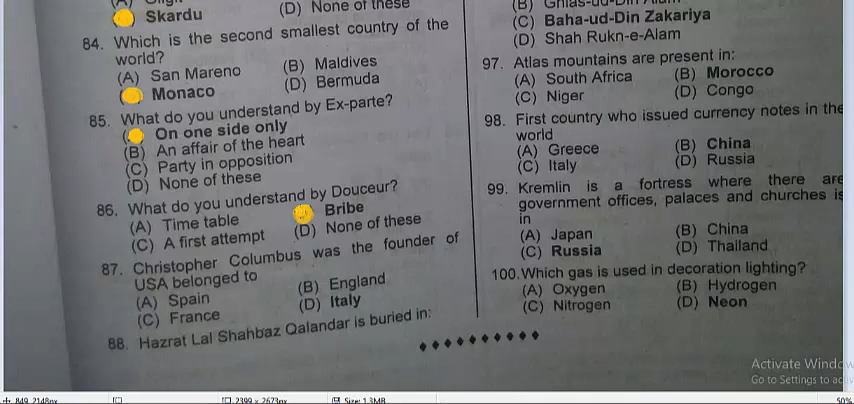 Skardu
(D) None of these
84. Which is the second smallest country of the
world?
(A) San Mareno
(B) Maldives
Monaco
(D) Bermuda
85. What do you understand by Ex-parte?
On one side only
(B) An affair of the heart
(C) Party in opposition
(D) None of these
86. What do you understand by Douceur?
(A) Time table
Bribe
(C) A first attempt
(D) None of these
87. Christopher Columbus was the founder of
USA belonged to
(A) Spain
(B) England
(C) France
(D) Italy
88. Hazrat Lal Shahbaz Qalandar is buried in:
(C) Baha-ud-Din Zakariya
(D) Shah Rukn-e-Alam
97. Atlas mountains are present in:
(A) South Africa
(B) Morocco
(C) Niger
(D) Congo
98. First country who issued currency notes in the
world
(A) Greece
(B) China
(C) Italy
(D) Russia
99. Kremlin is a fortress where there are
government offices, palaces and churches is
in
(A) Japan
(B) China
(C) Russia
(D) Thailand
100. Which gas is used in decoration lighting?
(A) Oxygen
(B) Hydrogen
(C) Nitrogen
(D) Neon
Activate Window
Go to Settings to
50%